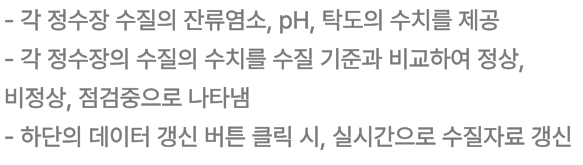 - 각 정수장 수질의 잔류염소, pH, 탁도의 수치를 제공
- 각 정수장의 수질의 수치를 수질 기준과 비교하여 정상,
비정상, 점검중으로 나타냄
- 하단의 데이터 갱신 버튼 클릭 시, 실시간으로 수질자료 갱신